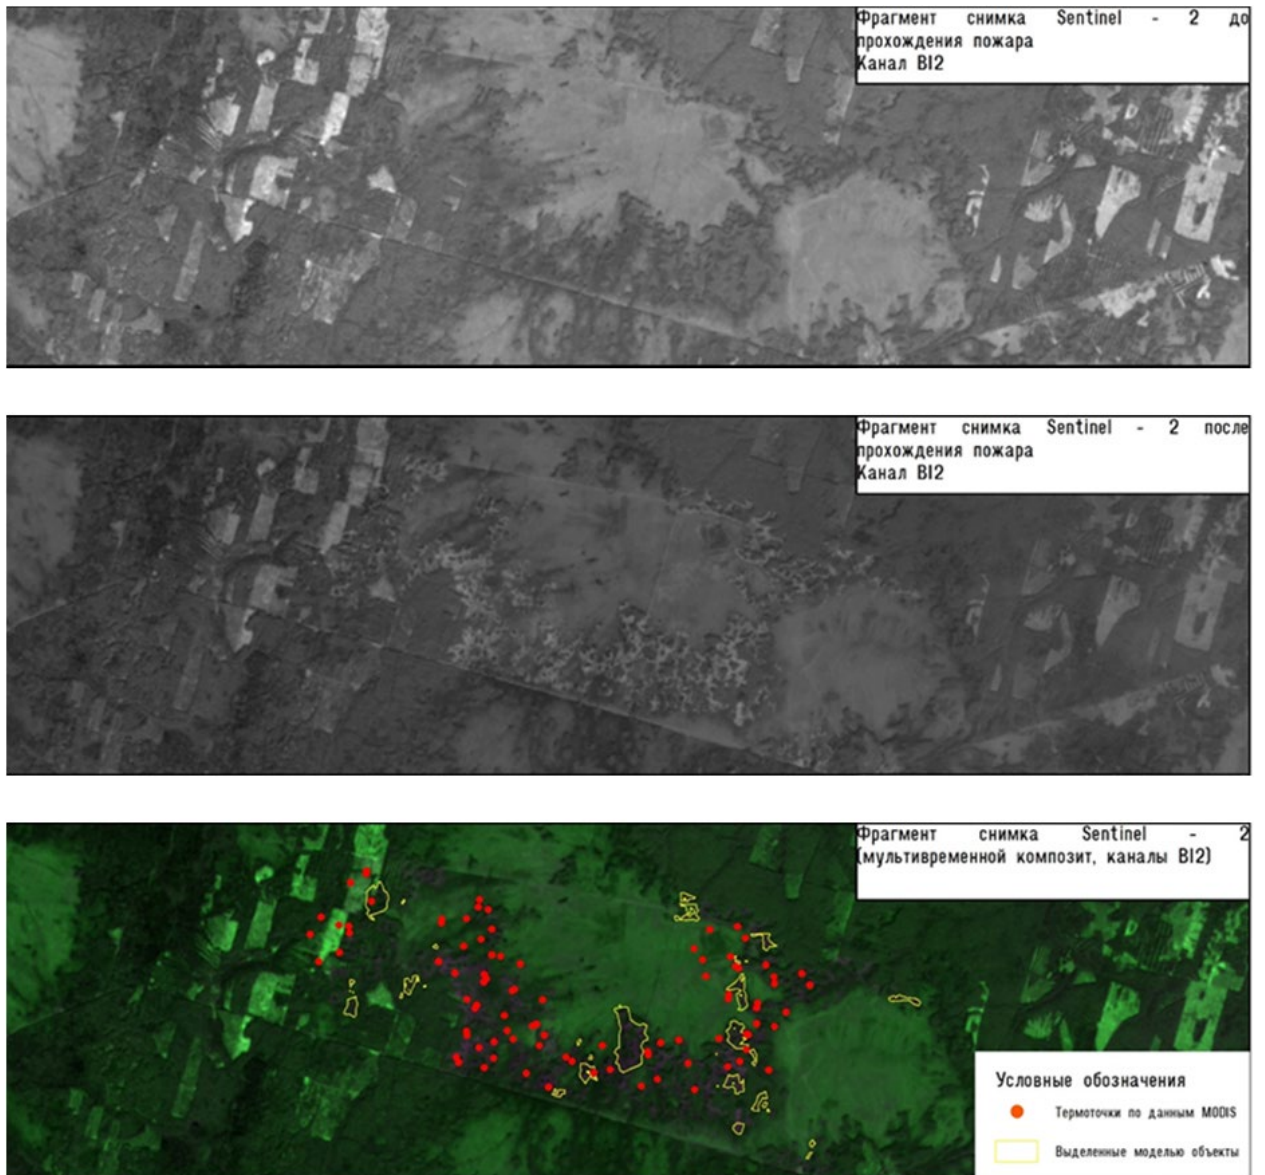 Фрагмент снимка Sentinel - 2 до
прохождения пожара
Канал B12
Фрагмент снимка Sentinel - 2 после
прохождения пожара
Канал B12
Фрагмент снимка Sentinel - 2
(мультивременной композит, каналы B12)
Условные обозначения
Термоточки по данным MODIS
Выделенные моделью объекты